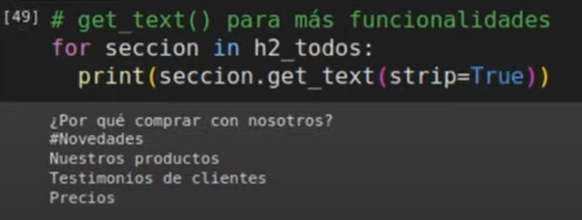 [49] # get_text() para más funcionalidades
for seccion in h2_todos:
print(seccion.get_text(strip=True))
¿Por qué comprar con nosotros?
#Novedades
Nuestros productos
Testimonios de clientes
Precios